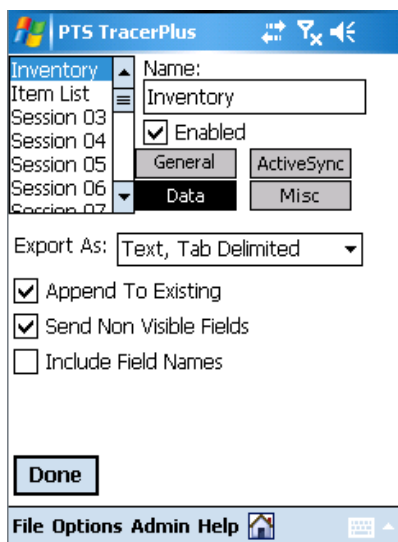 PTS TracerPlus
Inventory
Item List
Session 03
Session 04
Session 05
Session 06
Session 07
Name:
Inventory
Enabled
General ActiveSync
Data Misc
Export As: Text, Tab Delimited
Append To Existing
Send Non Visible Fields
Include Field Names
Done
File Options Admin Help